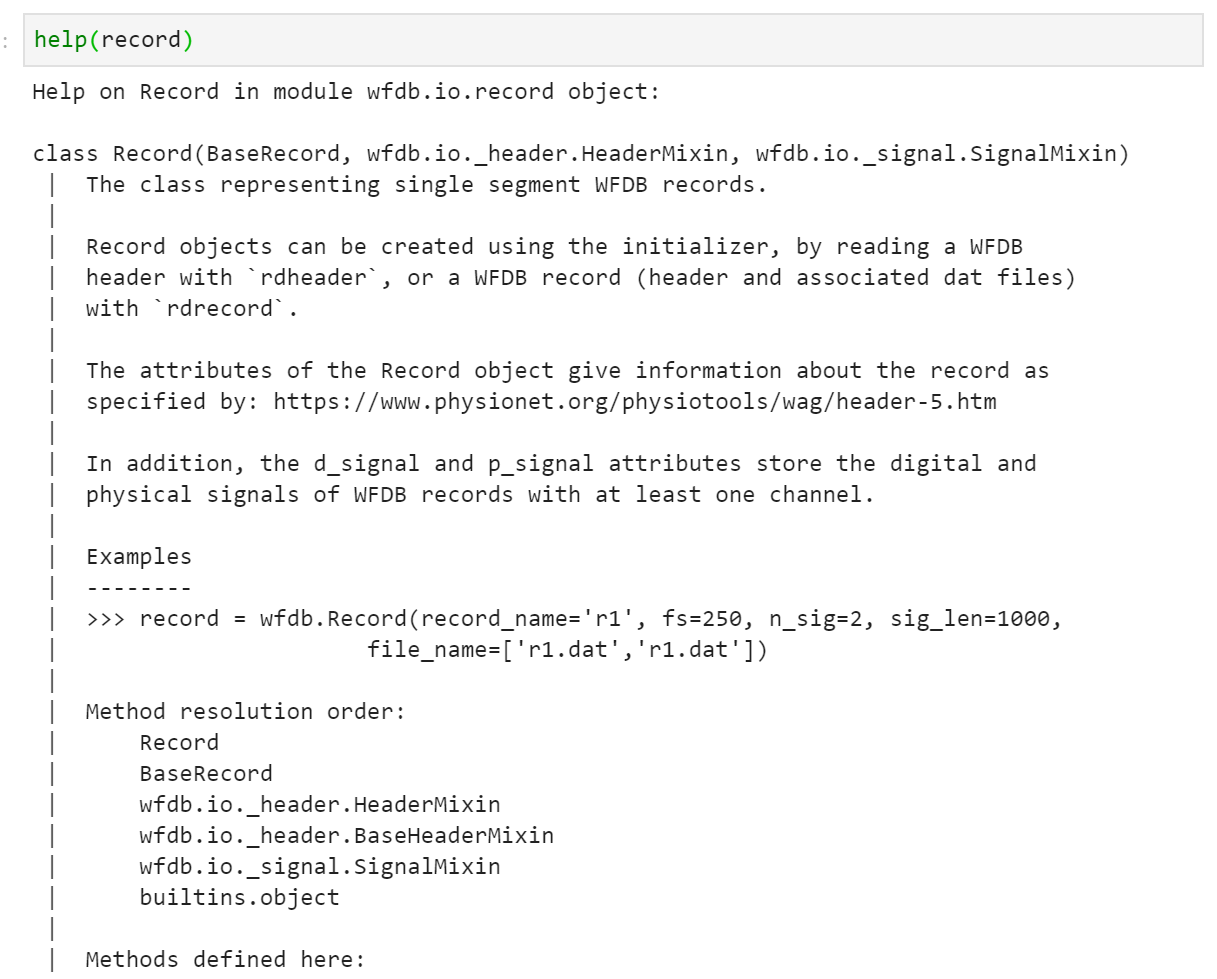 :
help(record)
Help on Record in module wfdb.io.record object:
class Record(BaseRecord, wfdb.io._header.HeaderMixin, wfdb.io._signal.SignalMixin)
 |  The class representing single segment WFDB records.
 |
 |  Record objects can be created using the initializer, by reading a WFDB
 |  header with `rdheader`, or a WFDB record (header and associated dat files)
 |  with `rdrecord`.
 |
 |  The attributes of the Record object give information about the record as
 |  specified by: https://www.physionet.org/physiotools/wag/header-5.htm
 |
 |  In addition, the d_signal and p_signal attributes store the digital and
 |  physical signals of WFDB records with at least one channel.
 |
 |  Examples
 |  --------
 |  >>> record = wfdb.Record(record_name='r1', fs=250, n_sig=2, sig_len=1000,
 |                       file_name=['r1.dat','r1.dat'])
 |
 |  Method resolution order:
 |      Record
 |      BaseRecord
 |      wfdb.io._header.HeaderMixin
 |      wfdb.io._header.BaseHeaderMixin
 |      wfdb.io._signal.SignalMixin
 |      builtins.object
 |
 |  Methods defined here: